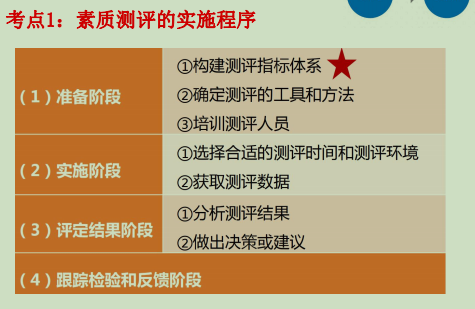 考点1：素质测评的实施程序
（1）准备阶段
①构建测评指标体系
②确定测评的工具和方法
③培训测评人员
（2）实施阶段
①选择合适的测评时间和测评环境
②获取测评数据
（3）评定结果阶段
①分析测评结果
②做出决策或建议
（4）跟踪检验和反馈阶段